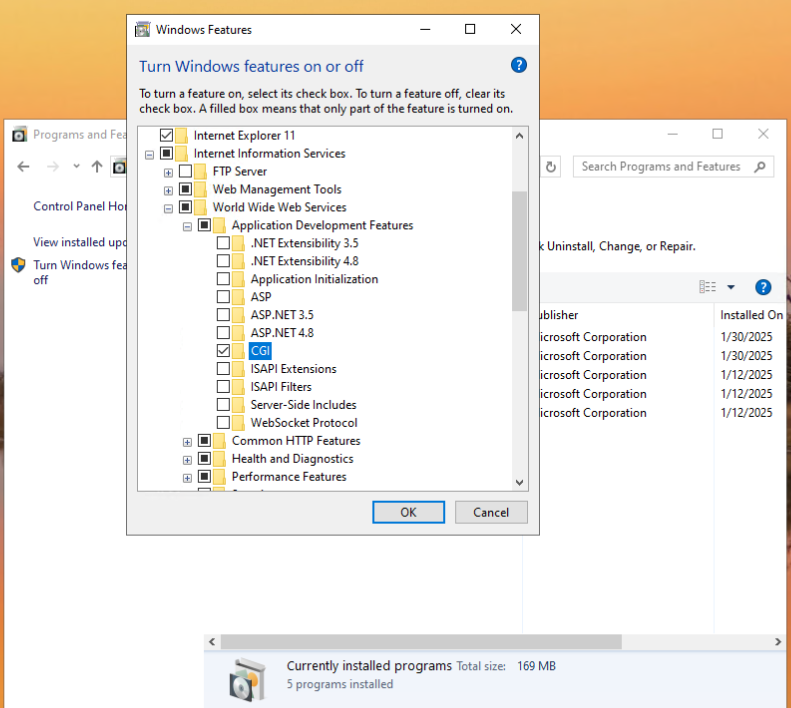 Windows Features
Turn Windows features on or off
To turn a feature on, select its check box. To turn a feature off, clear its
check box. A filled box means that only part of the feature is turned on.
Internet Explorer 11
Internet Information Services
FTP Server
Web Management Tools
World Wide Web Services
Application Development Features
.NET Extensibility 3.5
.NET Extensibility 4.8
Application Initialization
ASP
ASP.NET 3.5
ASP.NET 4.8
CGI
ISAPI Extensions
ISAPI Filters
Server-Side Includes
WebSocket Protocol
Common HTTP Features
Health and Diagnostics
Performance Features
OK Cancel
Programs and Fea
Search Programs and Features
Control Panel Ho
View installed upd
Turn Windows fea
off
k Uninstall, Change, or Repair.
ublisher Installed On
icrosoft Corporation 1/30/2025
icrosoft Corporation 1/30/2025
icrosoft Corporation 1/12/2025
icrosoft Corporation 1/12/2025
icrosoft Corporation 1/12/2025
Currently installed programs Total size: 169 MB
5 programs installed